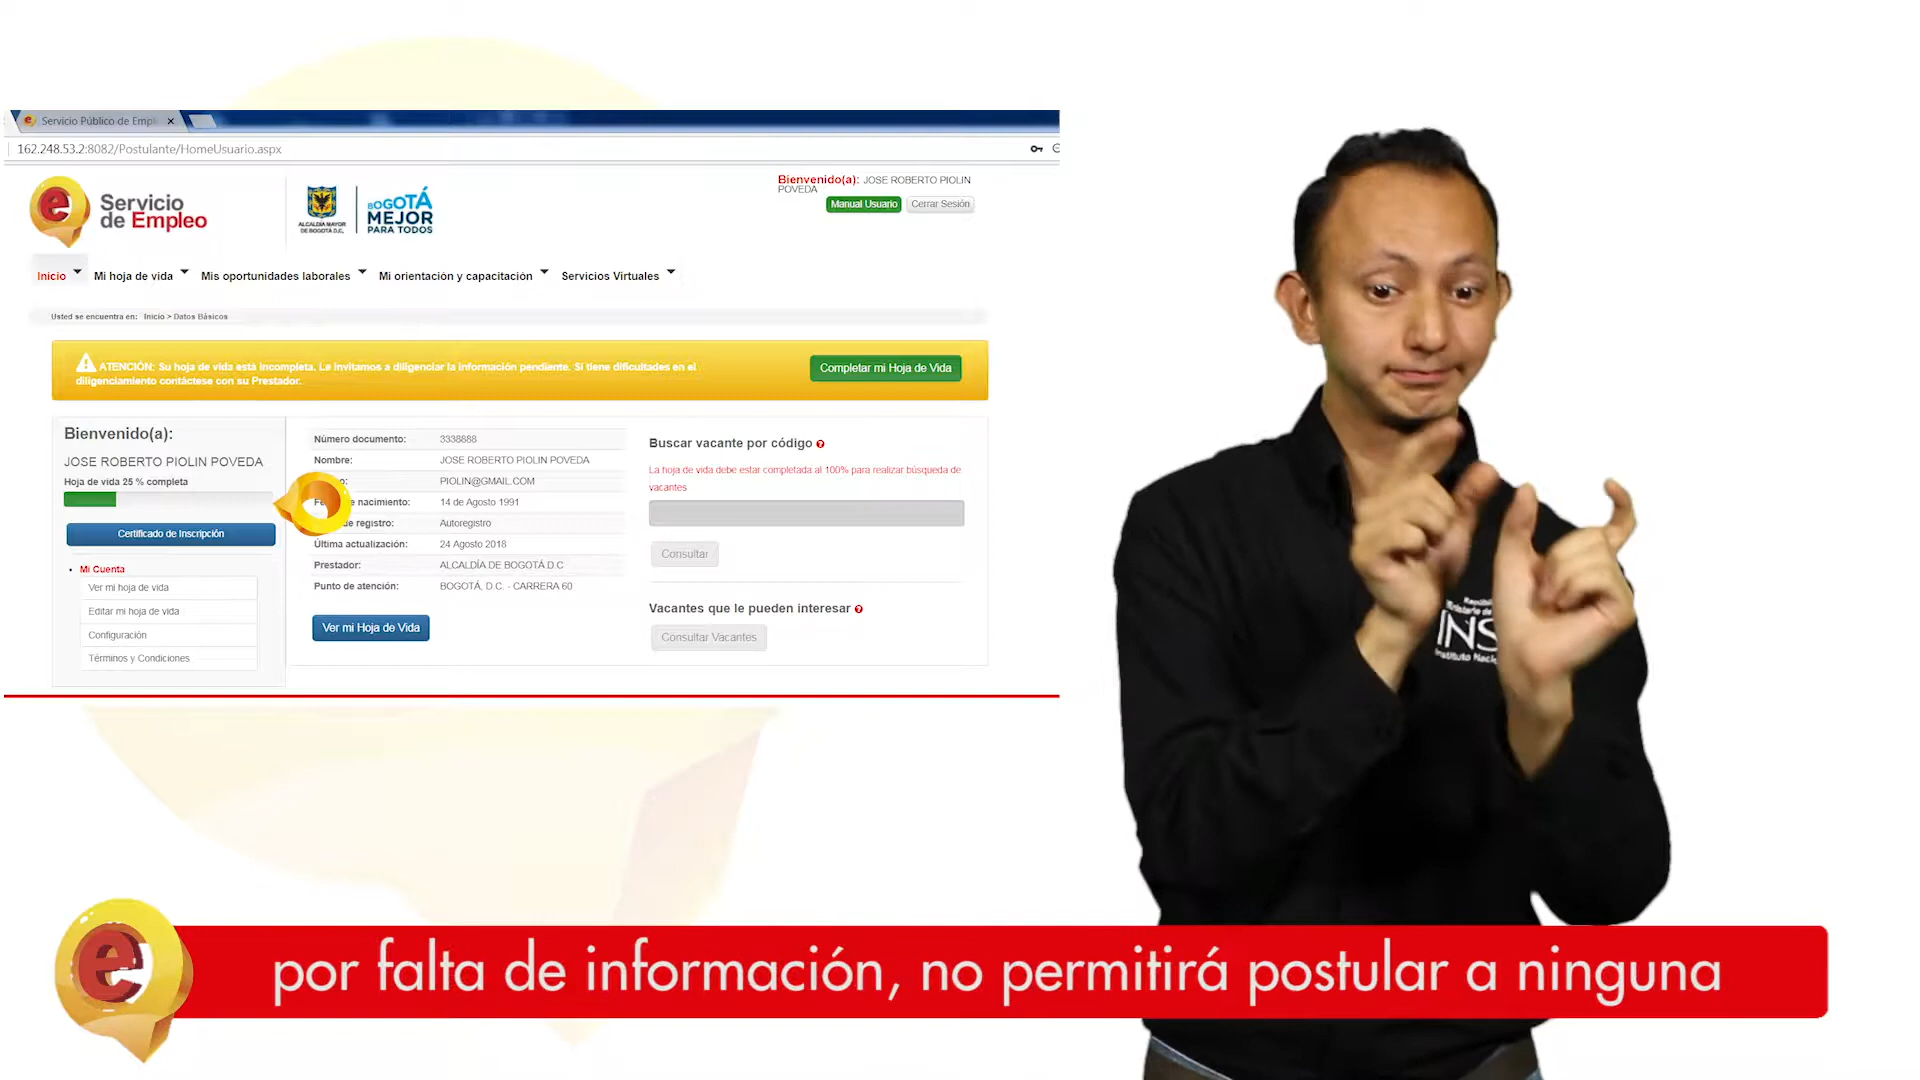 Servicio Público de Empl
162.248.53.2:8082/Postulante/HomeUsuario.aspx
Servicio
de Empleo
ALCALDÍA MAYOR
DE BOGOTÁ D.C.
BOGOTÁ
MEJOR
PARA TODOS
Bienvenido(a): JOSE ROBERTO PIOLIN
POVEDA
Manual Usuario
Cerrar Sesión
Inicio
Mi hoja de vida
Mis oportunidades laborales
Mi orientación y capacitación
Servicios Virtuales
Usted se encuentra en: Inicio > Datos Básicos
ATENCIÓN: Su hoja de vida está incompleta. Le invitamos a diligenciar la información pendiente. Si tiene dificultades en el
diligenciamiento contáctese con su Prestador.
Completar mi Hoja de Vida
Bienvenido(a):
JOSE ROBERTO PIOLIN POVEDA
Hoja de vida 25 % completa
Certificado de Inscripción
Mi Cuenta
Ver mi hoja de vida
Editar mi hoja de vida
Configuración
Términos y Condiciones
Número documento: 3338888
Nombre: JOSE ROBERTO PIOLIN POVEDA
PIOLIN@GMAIL.COM
nacimiento: 14 de Agosto 1991
de registro: Autoregistro
Última actualización: 24 Agosto 2018
Prestador: ALCALDÍA DE BOGOTÁ D.C
Punto de atención: BOGOTÁ, D.C. - CARRERA 60
Ver mi Hoja de Vida
Buscar vacante por código
La hoja de vida debe estar completada al 100% para realizar búsqueda de
vacantes
Consultar
Vacantes que le pueden interesar
Consultar Vacantes
INS
e
por falta de información, no permitirá postular a ninguna